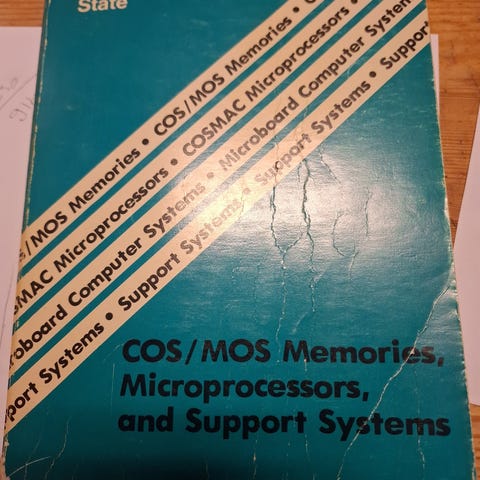 State
COS/MOS Memories •
COS/MOS Memories • COSMAC Microprocessors •
COSMAC Microprocessors • Microboard Computer System
Microboard Computer Systems • Support Systems • Support
Support Systems • Support Systems
COS/MOS Memories,
Microprocessors,
and Support Systems